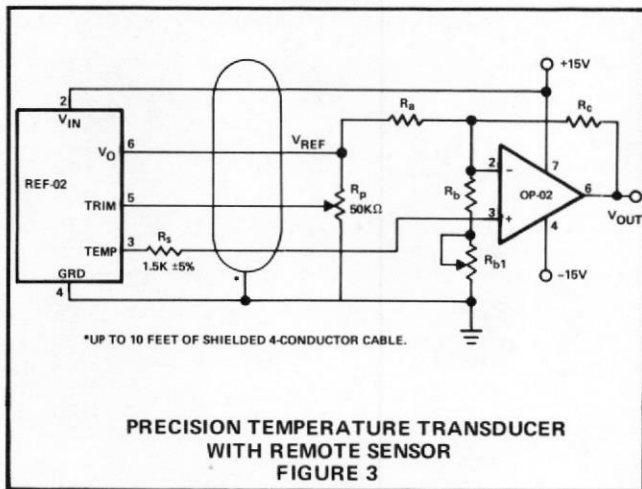 +15V
2
VIN
Ra
Rc
VO
6
VREF
REF-02
2
−
7
TRIM
5
Rp
50KΩ
Rb
OP-02
6
VOUT
TEMP
3
Rs
3
+
4
1.5K ±5%
Rb1
GRD
4
*
−15V
*UP TO 10 FEET OF SHIELDED 4-CONDUCTOR CABLE.
PRECISION TEMPERATURE TRANSDUCER
WITH REMOTE SENSOR
FIGURE 3